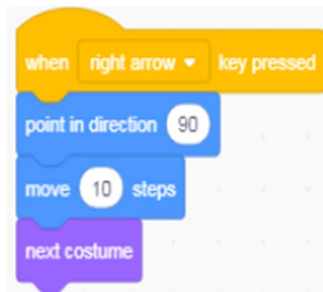 when right arrow key pressed
point in direction 90
move 10 steps
next costume